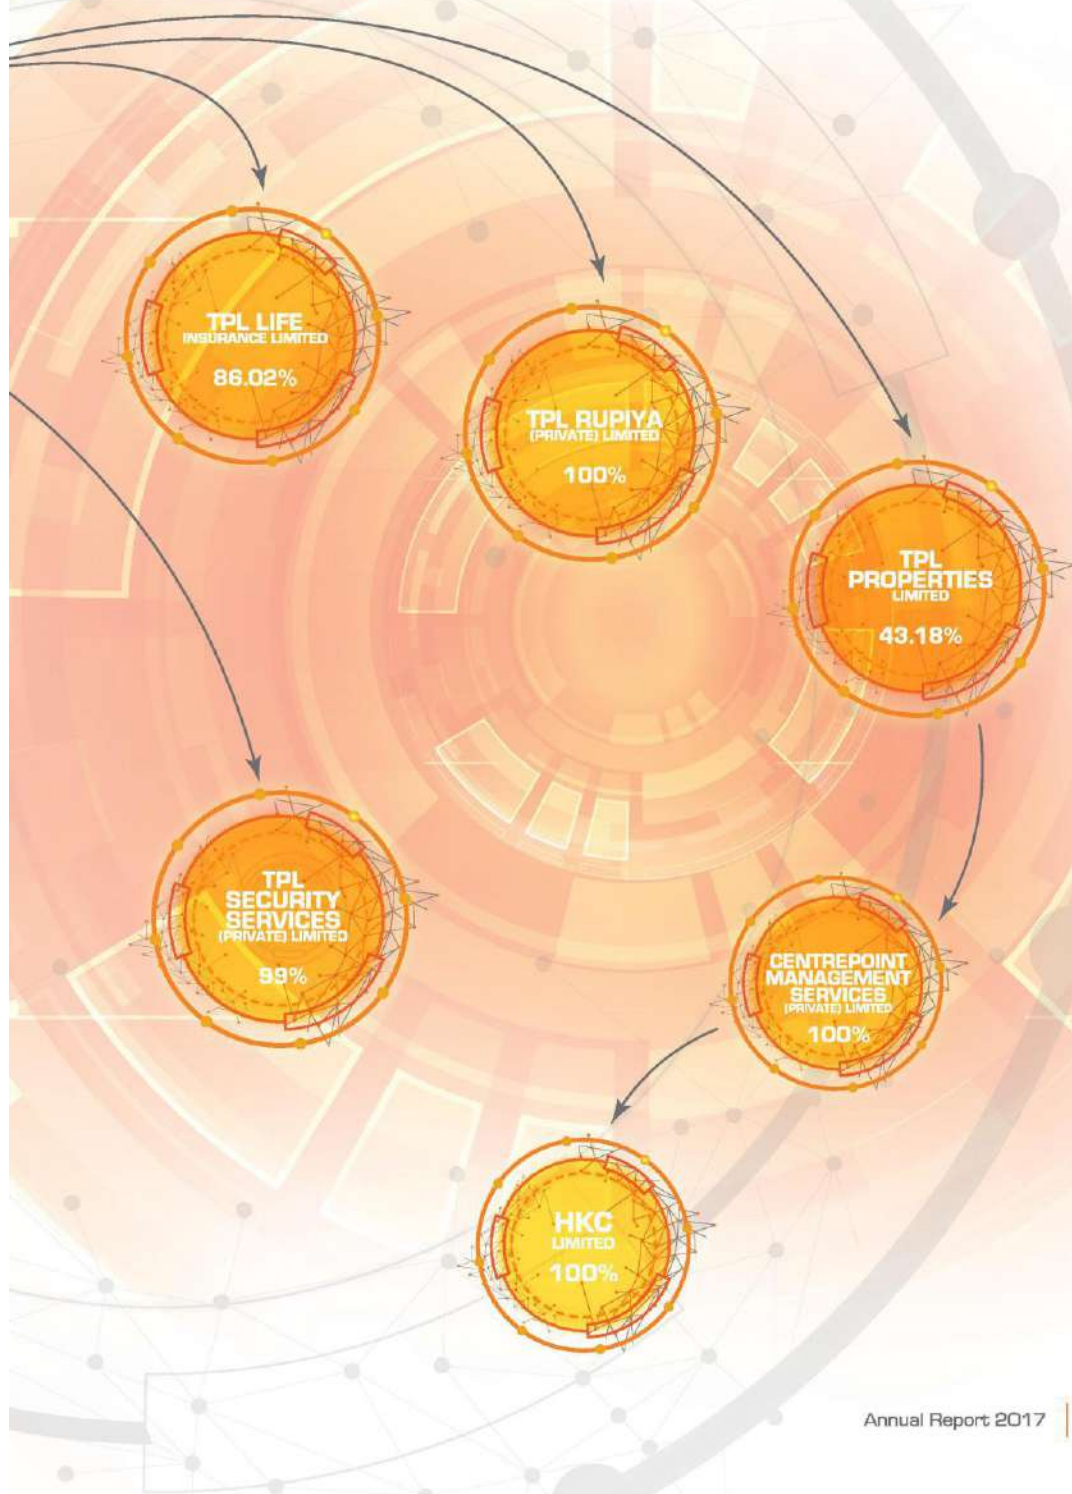 TPL LIFE
INSURANCE LIMITED
86.02%
TPL RUPIYA
(PRIVATE) LIMITED
100%
TPL
PROPERTIES
LIMITED
43.18%
TPL
SECURITY
SERVICES
(PRIVATE) LIMITED
99%
CENTREPOINT
MANAGEMENT
SERVICES
(PRIVATE) LIMITED
100%
HKC
LIMITED
100%
Annual Report 2017